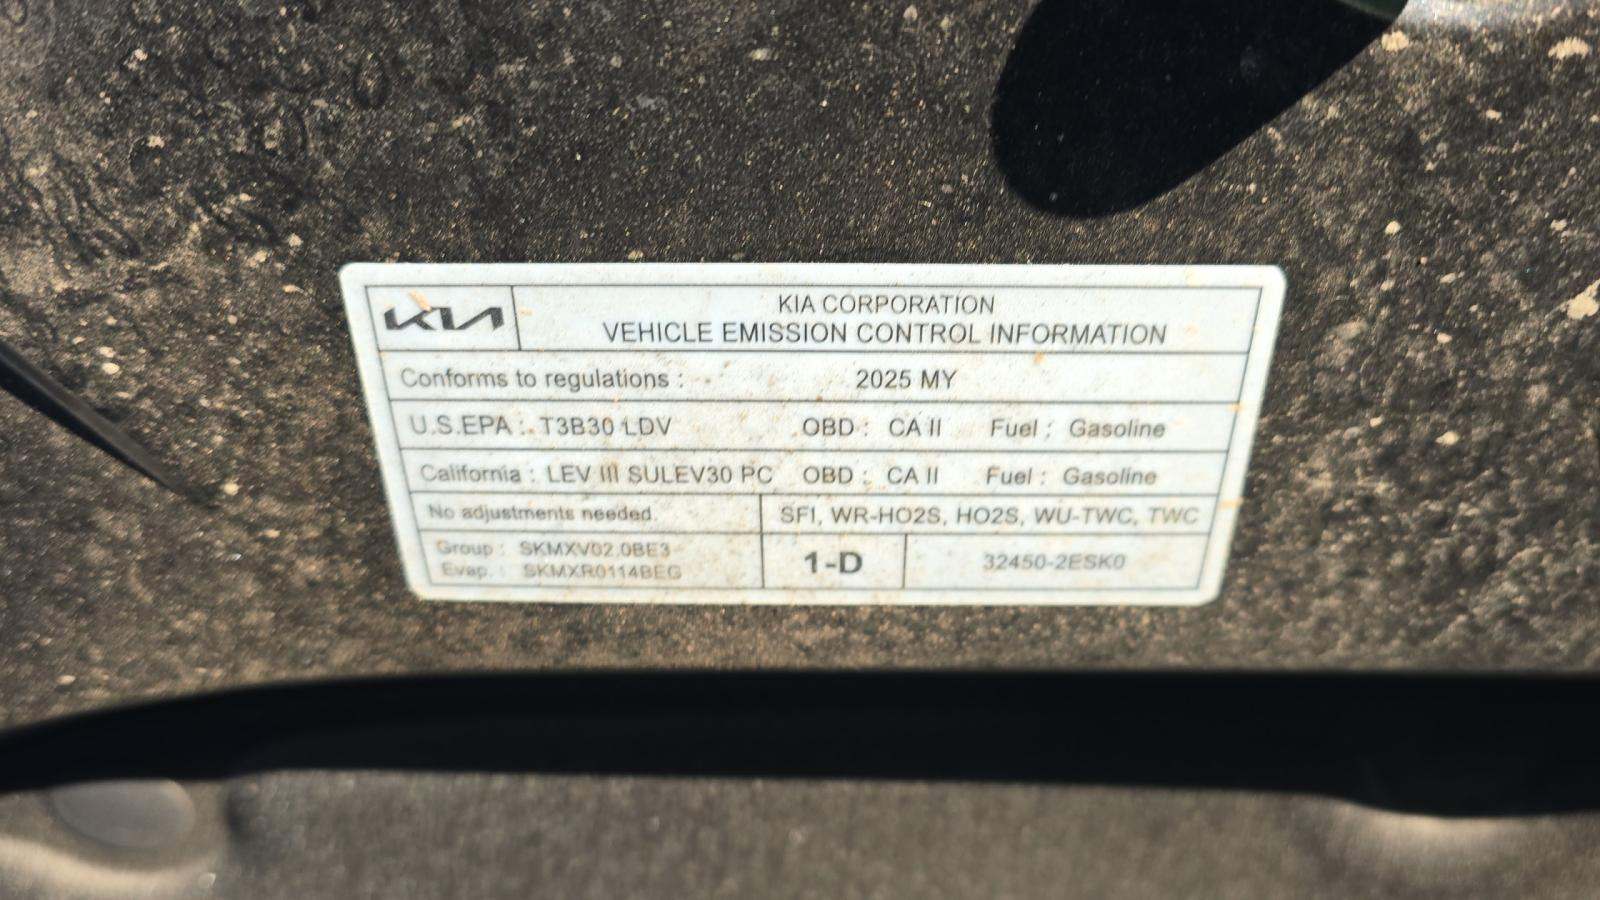 KIA
KIA CORPORATION
VEHICLE EMISSION CONTROL INFORMATION
Conforms to regulations : 2025 MY
U.S.EPA : T3B30 LDV OBD : CA II Fuel : Gasoline
California : LEV III SULEV30 PC OBD : CA II Fuel : Gasoline
No adjustments needed. SFI, WR-HO2S, HO2S, WU-TWC, TWC
Group : SKMXV02.0BE3
Evap. : SKMXR0114BEG
1-D
32450-2ESK0